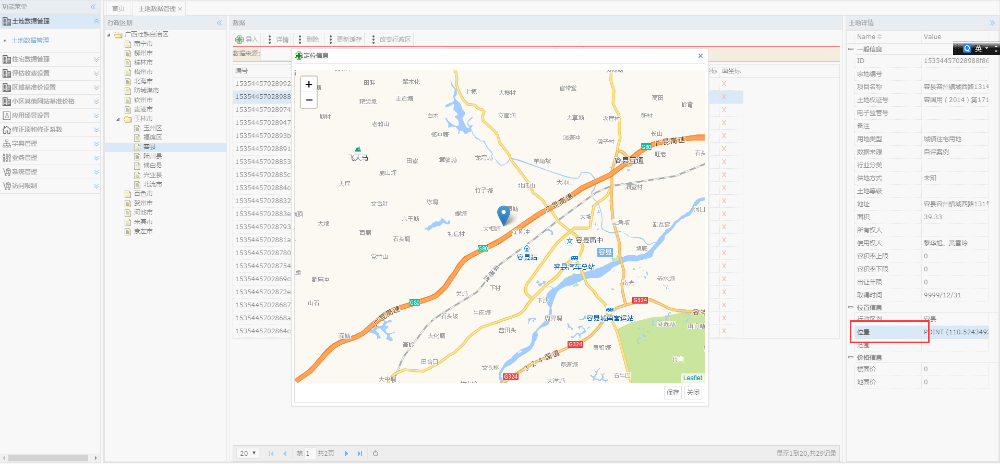 功能菜单
土地数据管理
土地数据管理
住宅数据管理
评估收费设置
区域基准价设置
小区其他网站基准价格
应用场景设置
修正项和修正系数
字典管理
业务管理
系统管理
访问限制
首页
土地数据管理
行政区划
广西壮族自治区
南宁市
柳州市
桂林市
梧州市
北海市
防城港市
钦州市
贵港市
玉林市
玉州区
福绵区
容县
陆川县
博白县
兴业县
北流市
百色市
贺州市
河池市
来宾市
崇左市
数据
导入 详情 删除 更新缓存 改变行政区
数据来源:
编号
标 面坐标
15354457028992 X
15354457028988 X
15354457028974 X
15354457028947 X
1535445702893b X
15354457028891 X
15354457028853 X
1535445702885c X
1535445702884c X
15354457028832 X
1535445702883e X
15354457028793 X
1535445702881a X
15354457028780 X
15354457028754 X
1535445702869c X
1535445702872e X
15354457028687 X
1535445702868a X
1535445702864c X
定位信息
+
−
田畔
黎木化
官带堂
上榄
大榄村
高田
耙齿境
王贡塘
岭背
塘村
白木
立面垌
大享塘
老屋村
新村
老鸦山
榄冲塘
湴蓬冲
佛子村
长山
广昆高速
G80
飞天马
田寮
龙湾塘
羊角坡
容县互通
旺老
石头
崩山坪
大坪
北低山
大冲口
泗登村
竹子塘
文台肚
陈垌
广昆高速
河口
螺塘
六王塘
大坡
三角坡
缸瓦窑
大地
西垌
礼信村
大相塘
金刚冲
石头垌
容县高中
G80
容县站
容县
埌底
党竹山
容县汽车总站
割麻冲
南光
赤水塘
下村
关塘
山石
G80
下沙
G324
广昆高速
石头陂
牛皮塘
周界垌
容县城南客运站
容岑
良奇塘
山门塘
蓝田头
深塘
大化垌
高岭
G324
良和塘
田合口
324国道
草蓬塘
竹山
文头桥
G324
石牛口
大中垌
大洋塘
Leaflet
保存 关闭
20 第 1 共2页
显示1到20,共29记录
土地详情
Name Value
英
一般信息
ID 15354457028988f86
宗地编号
项目名称 容县容州镇城西路131号
土地权证号 容国用（2014）第171
电子监管号
备注
用地类型 城镇住宅用地
数据来源 自评案例
行业分类
供地方式 未知
土地等级
地址 容县容州镇城西路131号
面积 39.33
所有权人
使用权人 黎华旭、黄雪玲
容积率上限 0
容积率下限 0
出让年限 0
取得时间 9999/12/31
位置信息
行政区划 容县
位置 POINT (110.5243492
范围
价格信息
楼面价 0
地面价 0